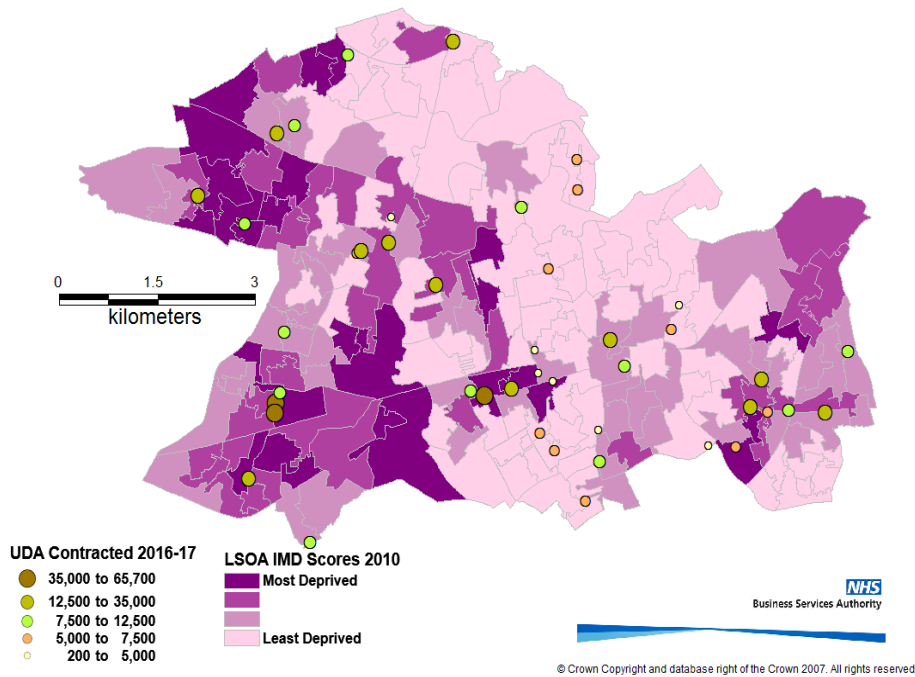 0 1.5 3
kilometers
UDA Contracted 2016-17
35,000 to 65,700
12,500 to 35,000
7,500 to 12,500
5,000 to 7,500
200 to 5,000
LSOA IMD Scores 2010
Most Deprived
Least Deprived
NHS
Business Services Authority
© Crown Copyright and database right of the Crown 2007. All rights reserved